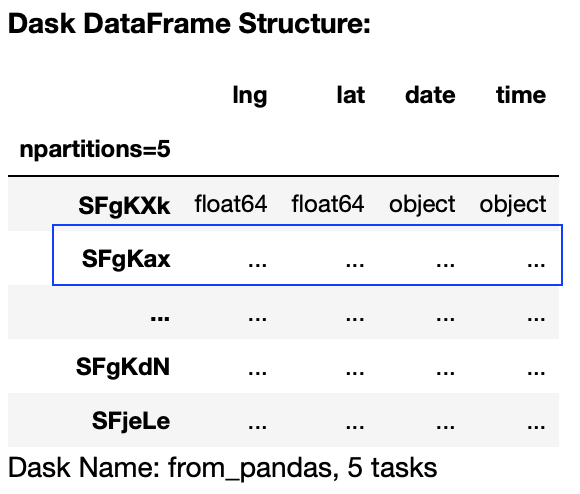 Dask DataFrame Structure:
lng lat date time
npartitions=5
SFgKXk float64 float64 object object
SFgKax ... ... ... ...
... ... ... ... ...
SFgKdN ... ... ... ...
SFjeLe ... ... ... ...
Dask Name: from_pandas, 5 tasks